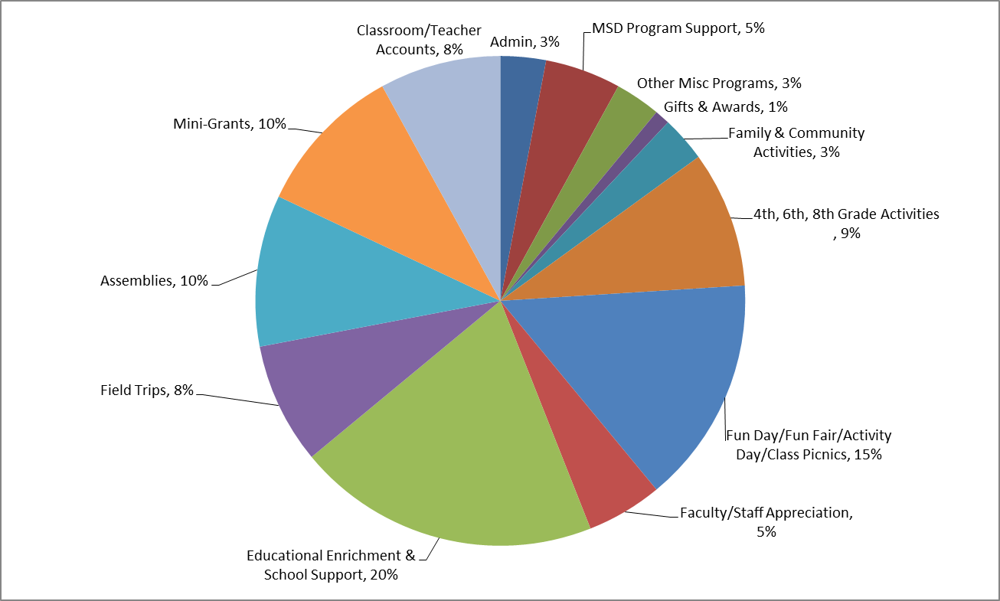 Classroom/Teacher
Accounts, 8%
Admin, 3%
MSD Program Support, 5%
Other Misc Programs, 3%
Gifts & Awards, 1%
Family & Community
Activities, 3%
4th, 6th, 8th Grade Activities
, 9%
Fun Day/Fun Fair/Activity
Day/Class Picnics, 15%
Faculty/Staff Appreciation,
5%
Educational Enrichment &
School Support, 20%
Field Trips, 8%
Assemblies, 10%
Mini-Grants, 10%